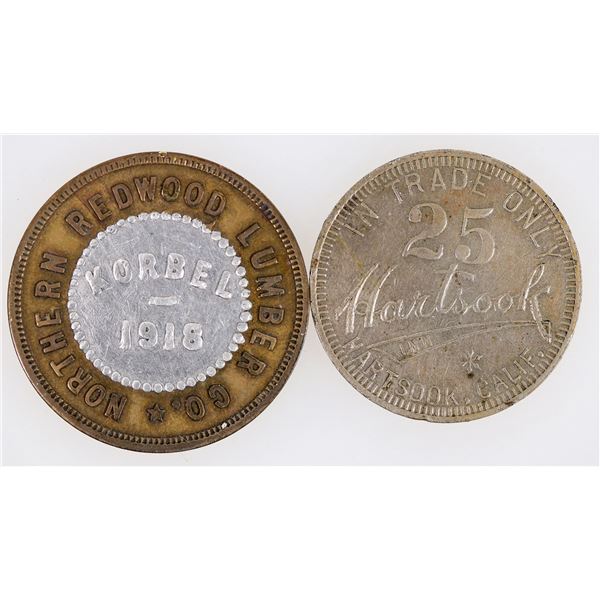 NORTHERN REDWOOD LUMBER CO.
KORBEL
1918
IN TRADE ONLY
25
Hartsook
INN
HARTSOOK, CALIF.